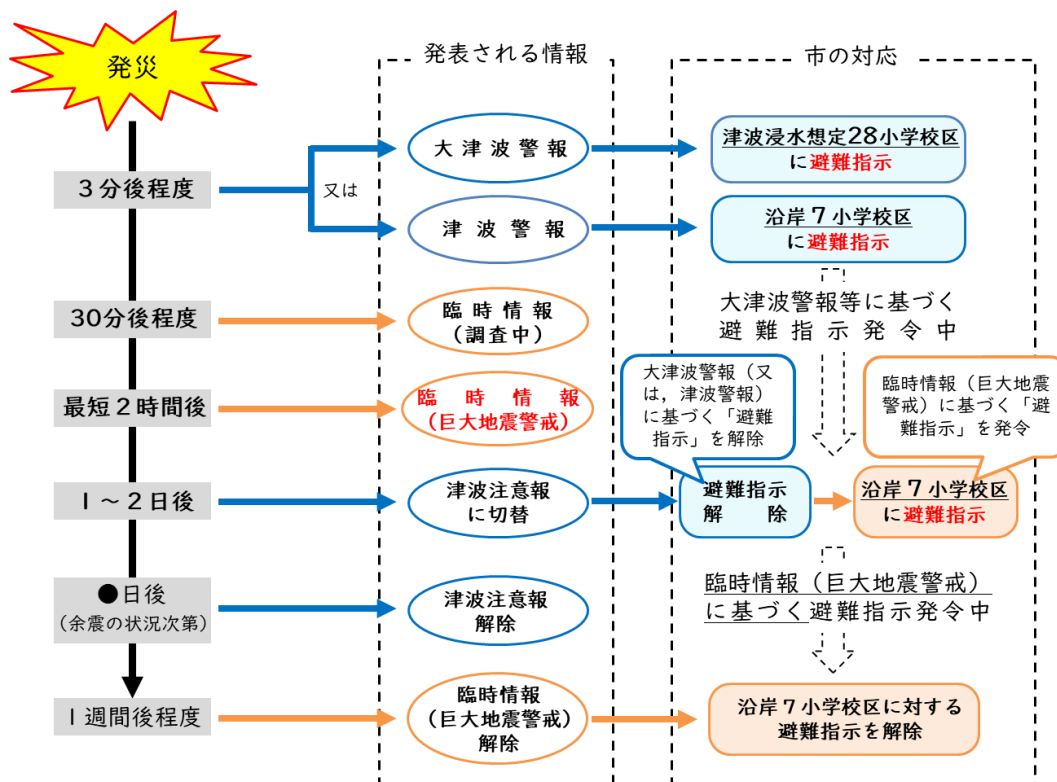 発災
発表される情報
市の対応
3分後程度
又は
大津波警報
津波浸水想定28小学校区
に避難指示
津波警報
沿岸7小学校区
に避難指示
大津波警報等に基づく
避難指示発令中
30分後程度
臨時情報
(調査中)
最短2時間後
臨時情報
(巨大地震警戒)
大津波警報(又
は，津波警報)
に基づく「避難
指示」を解除
臨時情報(巨大地震
警戒)に基づく「避
難指示」を発令
1～2日後
津波注意報
に切替
避難指示
解除
沿岸7小学校区
に避難指示
臨時情報(巨大地震警戒)
に基づく避難指示発令中
●日後
(余震の状況次第)
津波注意報
解除
1週間後程度
臨時情報
(巨大地震警戒)
解除
沿岸7小学校区に対する
避難指示を解除